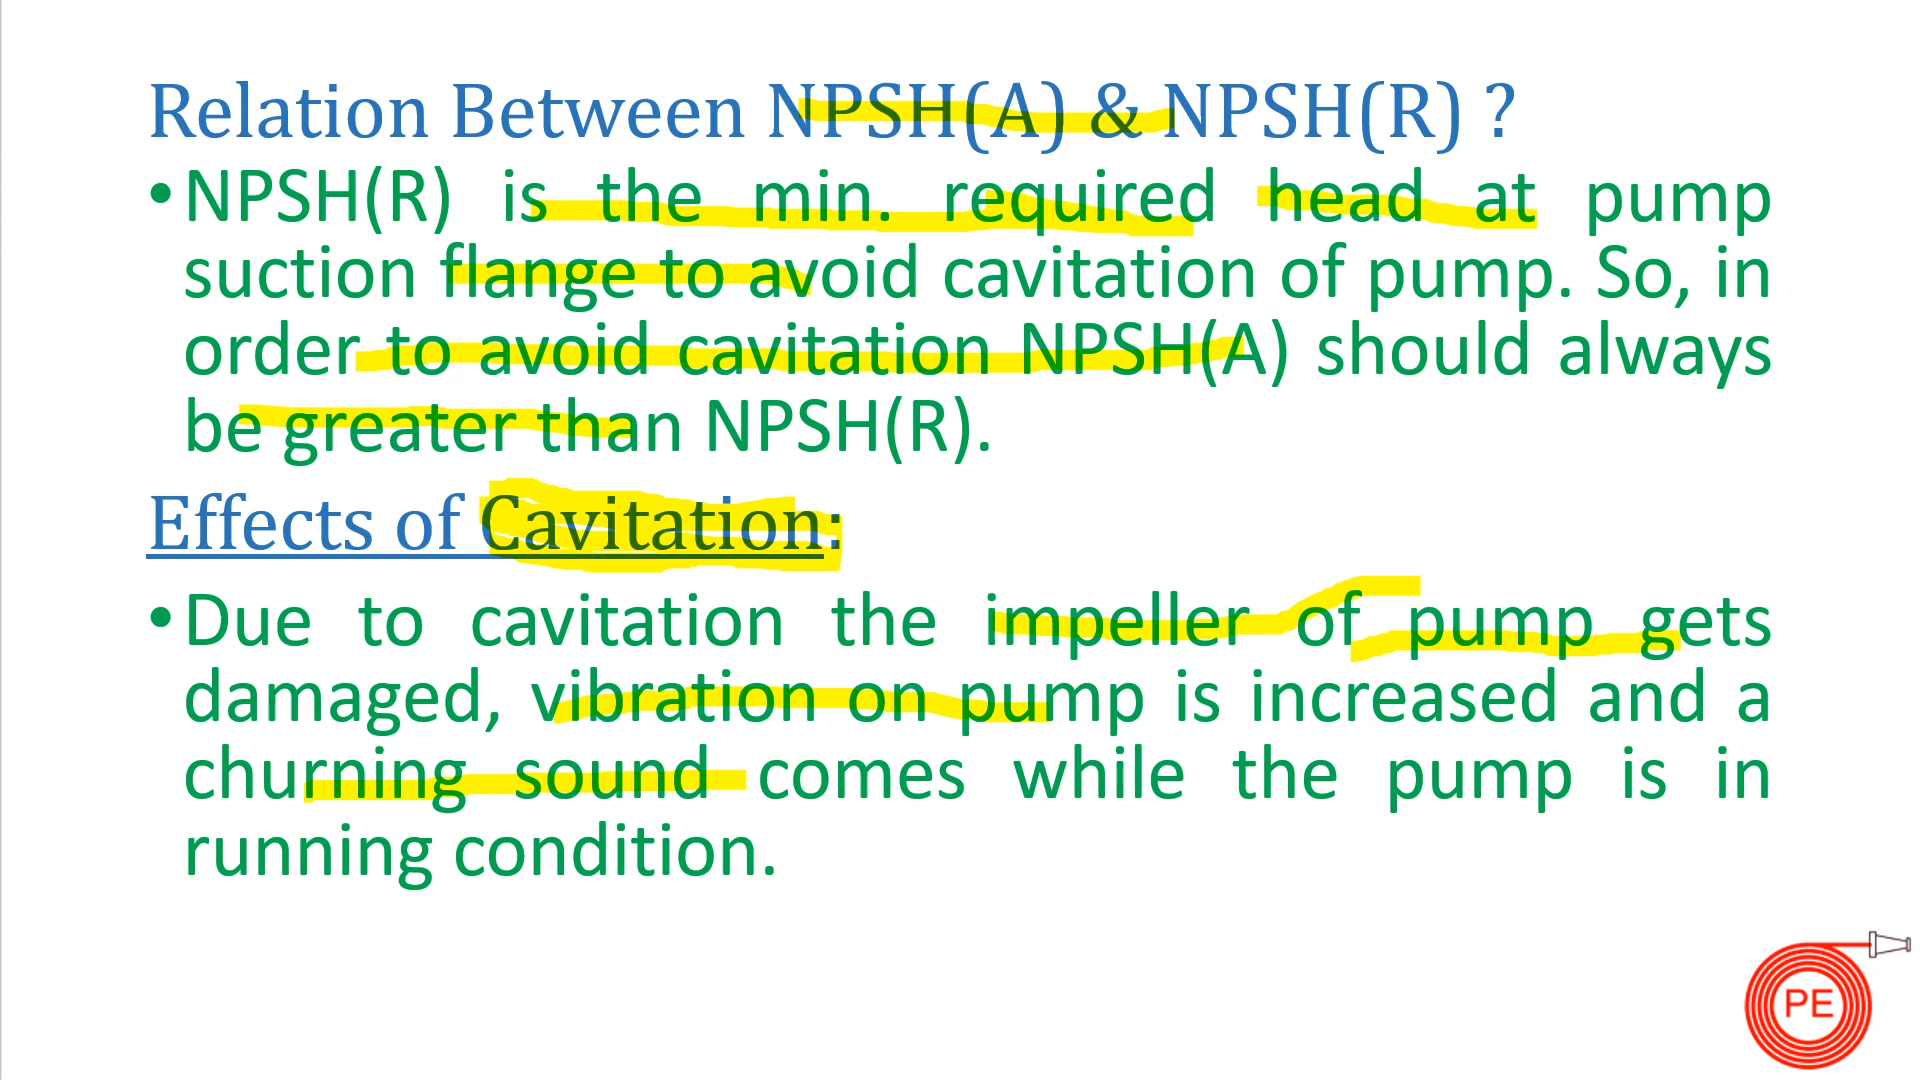 Relation Between NPSH(A) & NPSH(R) ?
•NPSH(R) is the min. required head at pump
suction flange to avoid cavitation of pump. So, in
order to avoid cavitation NPSH(A) should always
be greater than NPSH(R).
Effects of Cavitation:
•Due to cavitation the impeller of pump gets
damaged, vibration on pump is increased and a
churning sound comes while the pump is in
running condition.
PE